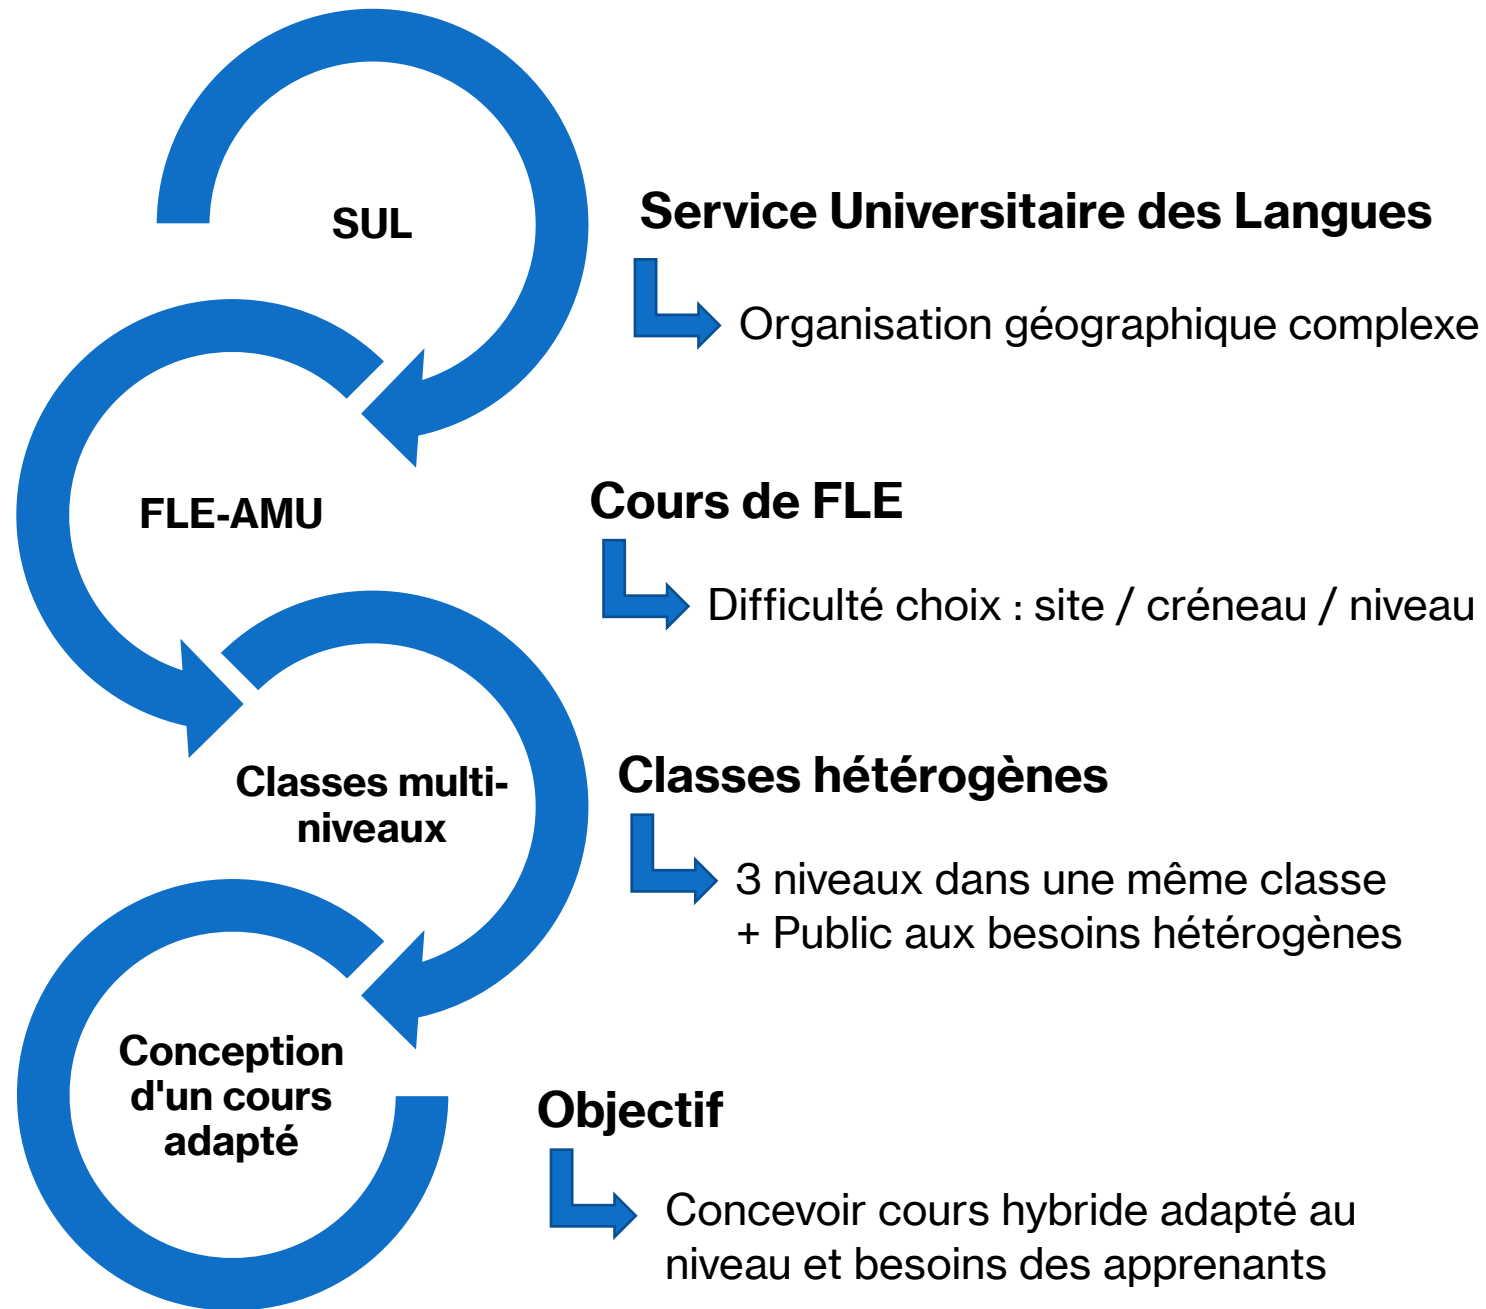 SUL
Service Universitaire des Langues
Organisation géographique complexe
FLE-AMU
Cours de FLE
Difficulté choix : site / créneau / niveau
Classes multi-
niveaux
Classes hétérogènes
3 niveaux dans une même classe
+ Public aux besoins hétérogènes
Conception
d'un cours
adapté
Objectif
Concevoir cours hybride adapté au
niveau et besoins des apprenants